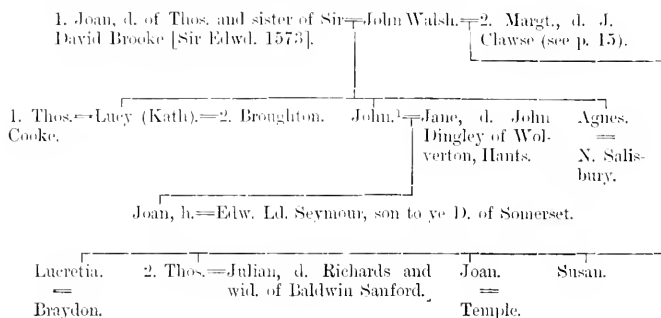 1. Joan, d. of Thos. and sister of Sir=John Walsh.=2. Margt., d. J.
David Brooke [Sir Edwd. 1573]. Clawse (see p. 15).
1. Thos.=Lucy (Kath).=2. Broughton. John.¹=Jane, d. John Agnes.
Cooke. Dingley of Wol- =
verton, Hants. N. Salis-
bury.
Joan, h.=Edw. Ld. Seymour, son to ye D. of Somerset.
Lucretia. 2. Thos.=Julian, d. Richards and Joan. Susan.
= wid. of Baldwin Sanford. =
Braydon. Temple.